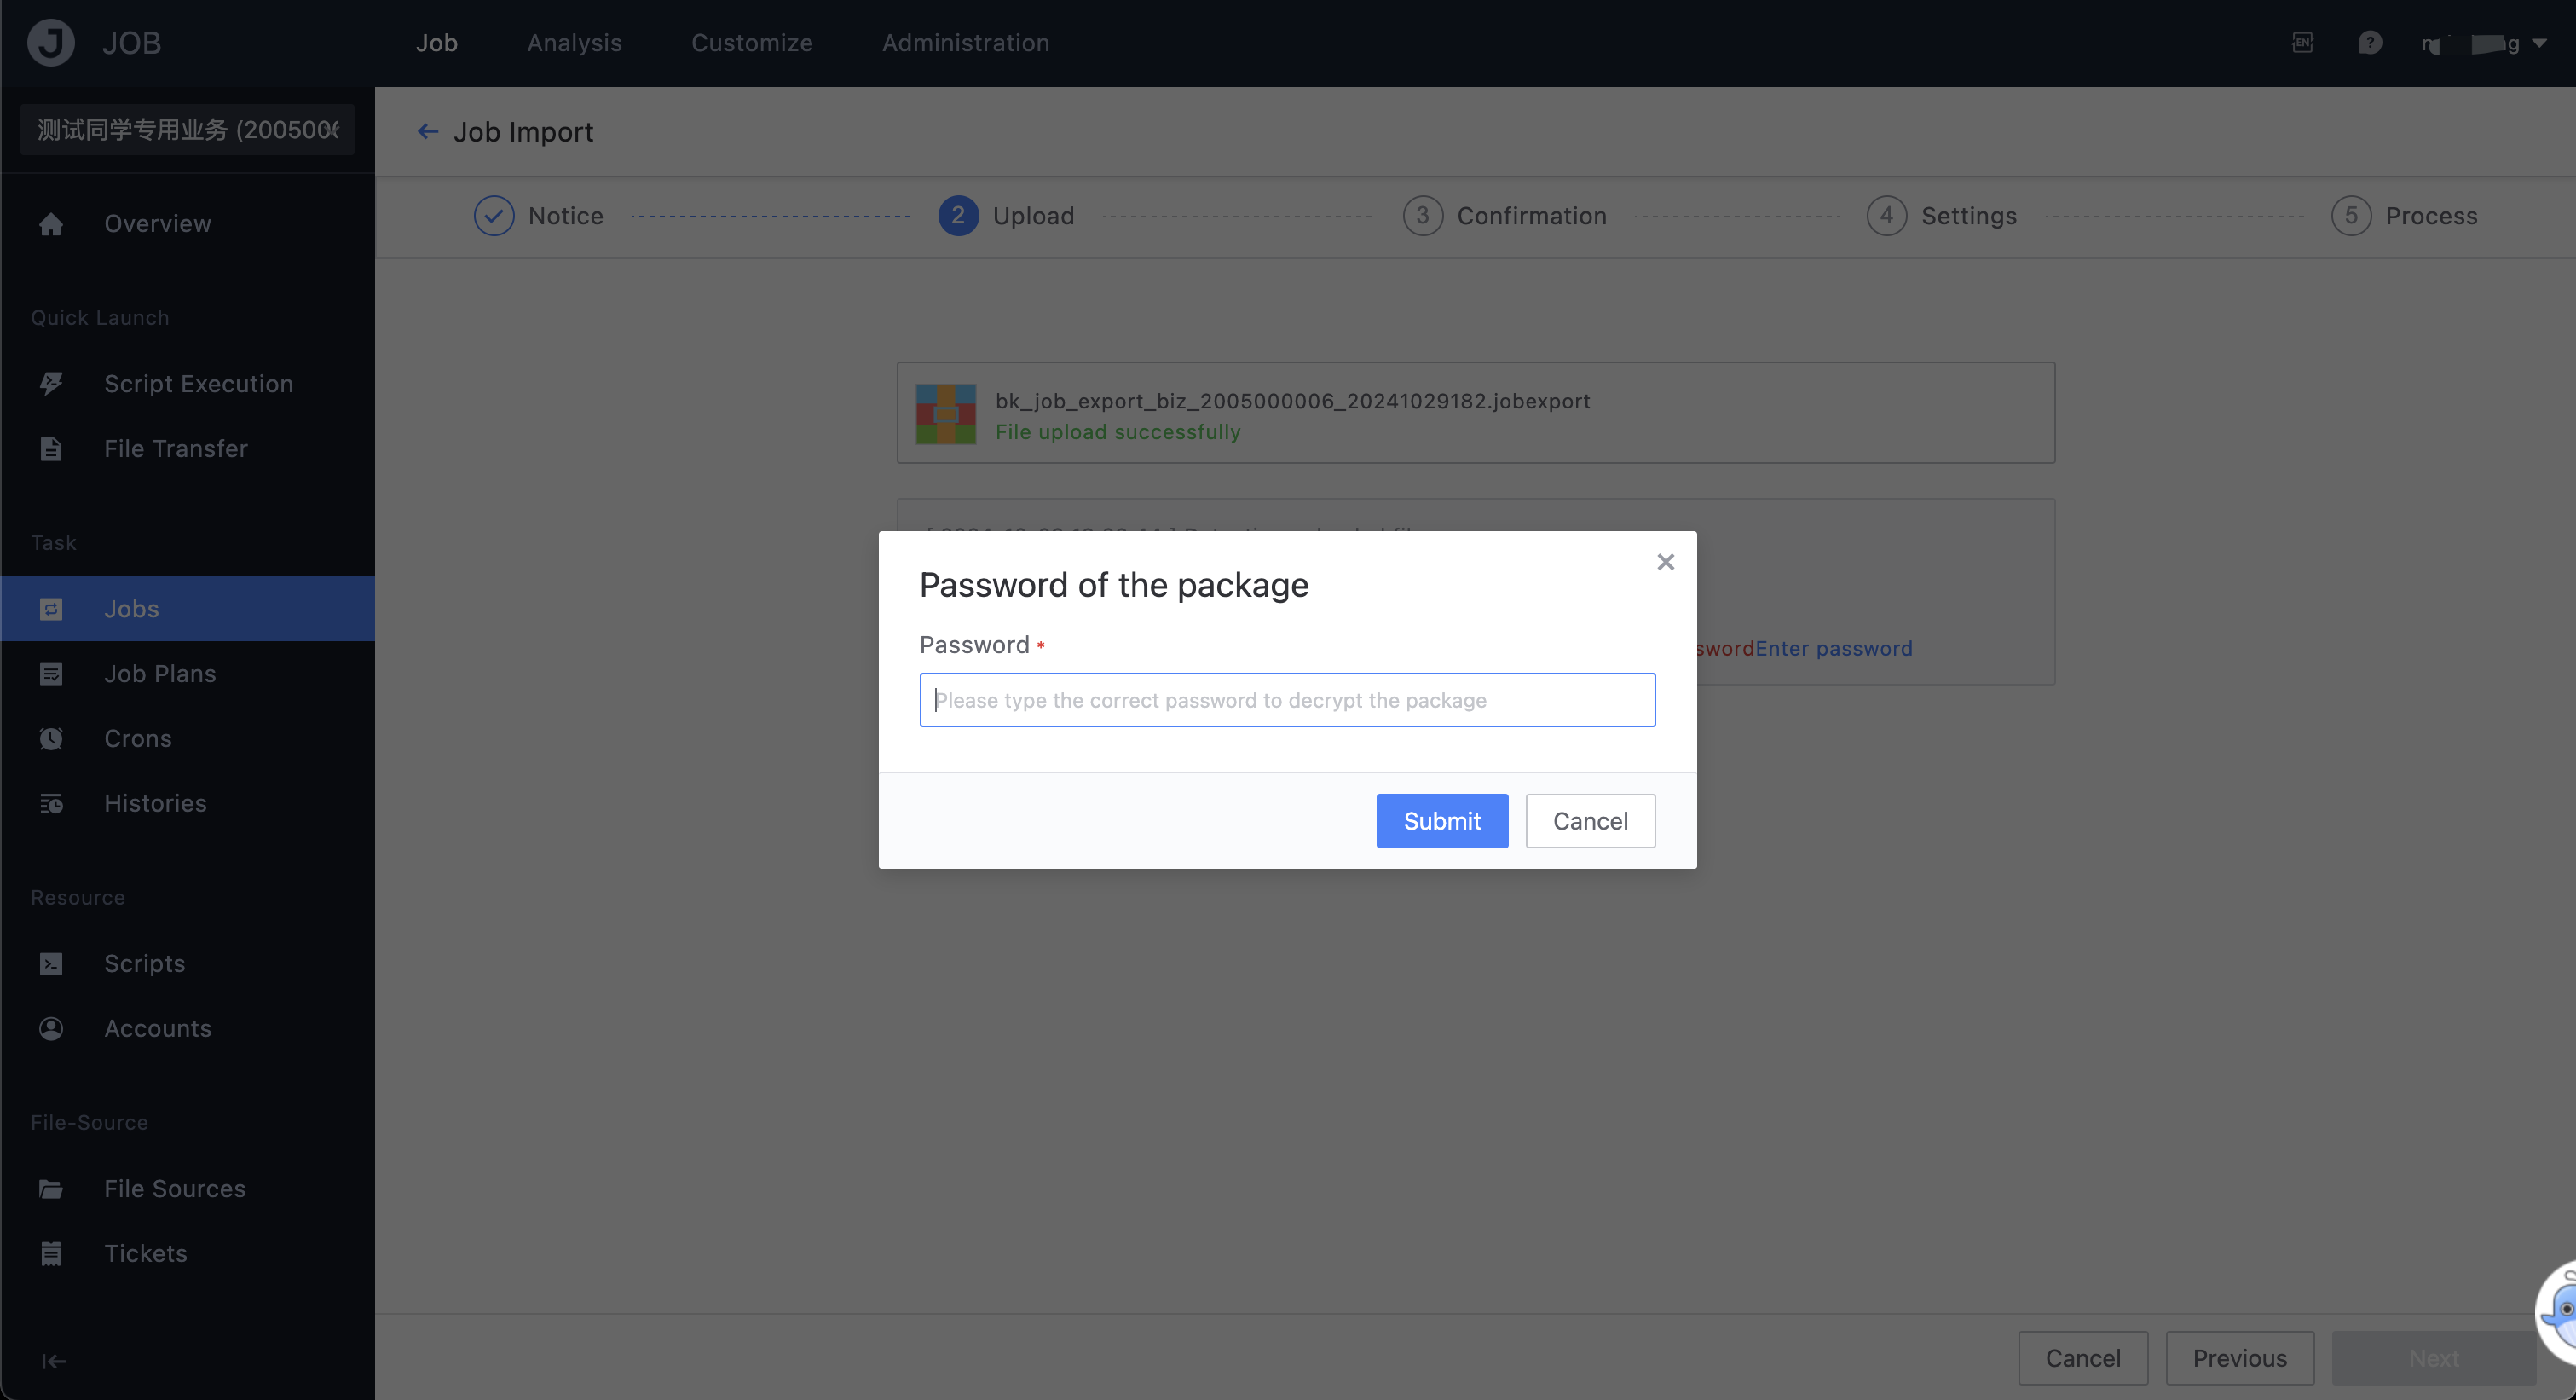 JOB
Job
Analysis
Customize
Administration
EN
测试同学专用业务 (200500
Job Import
Notice
2 Upload
3 Confirmation
4 Settings
5 Process
Overview
Quick Launch
Script Execution
File Transfer
Task
Jobs
Job Plans
Crons
Histories
Resource
Scripts
Accounts
File-Source
File Sources
Tickets
bk_job_export_biz_2005000006_20241029182.jobexport
File upload successfully
Password of the package
Password *
Please type the correct password to decrypt the package
Submit
Cancel
swordEnter password
Cancel
Previous
Next